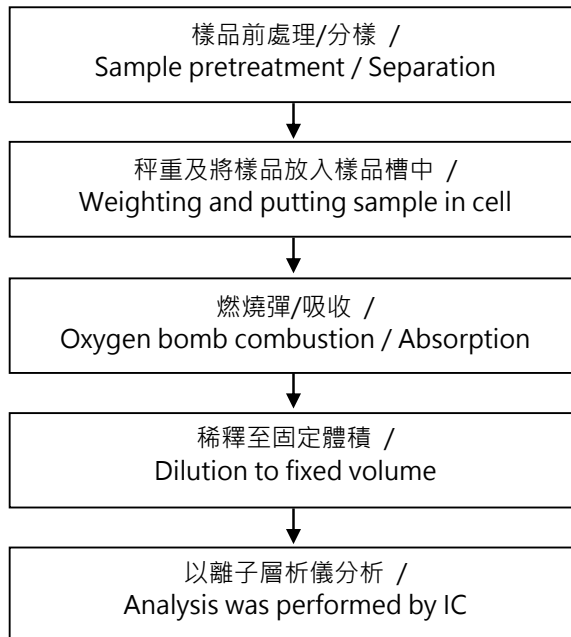 樣品前處理/分樣 /
Sample pretreatment / Separation
秤重及將樣品放入樣品槽中 /
Weighting and putting sample in cell
燃燒彈/吸收 /
Oxygen bomb combustion / Absorption
稀釋至固定體積 /
Dilution to fixed volume
以離子層析儀分析 /
Analysis was performed by IC